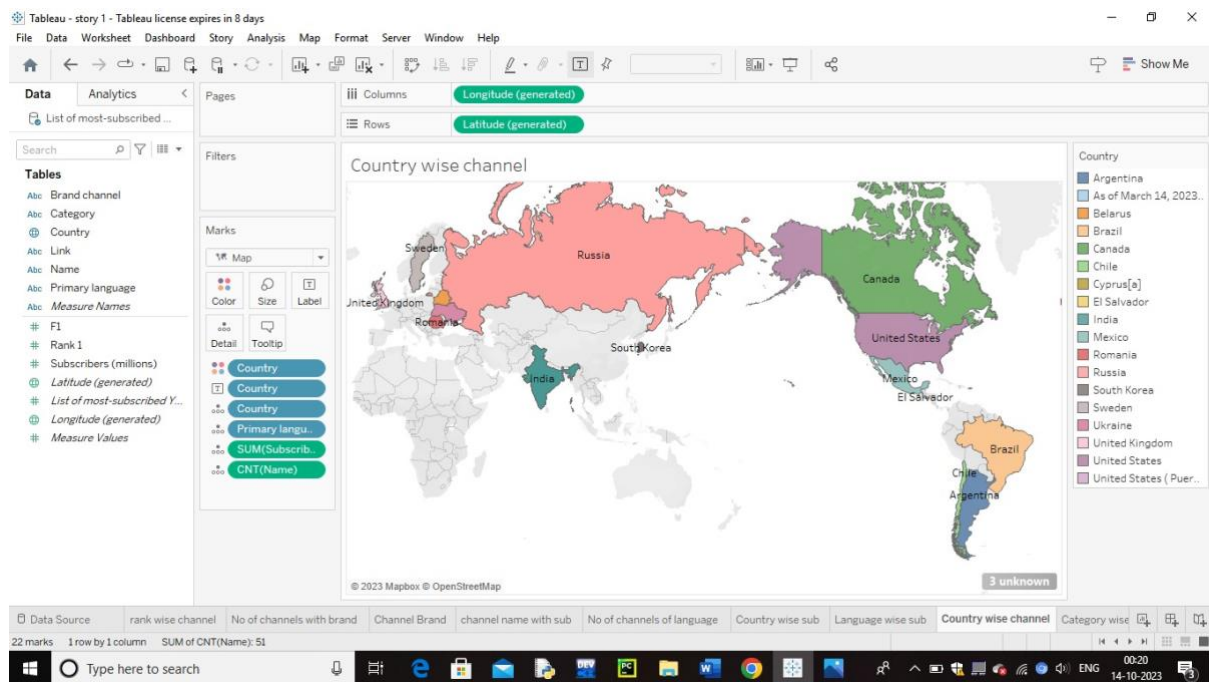 Tableau - story 1 - Tableau license expires in 8 days
File Data Worksheet Dashboard Story Analysis Map Format Server Window Help
Show Me
Data Analytics
List of most-subscribed ...
Search
Tables
Abc Brand channel
Abc Category
Country
Abc Link
Abc Name
Abc Primary language
Abc Measure Names
# F1
# Rank 1
# Subscribers (millions)
Latitude (generated)
# List of most-subscribed Y...
Longitude (generated)
# Measure Values
Pages
Filters
Marks
Map
Color Size Label
Detail Tooltip
Country
Country
Country
Primary langu..
SUM(Subscrib..
CNT(Name)
Columns Longitude (generated)
Rows Latitude (generated)
Country wise channel
Sweden
Russia
Canada
United Kingdom
Romania
South Korea
United States
India
Mexico
El Salvador
Brazil
Chile
Argentina
© 2023 Mapbox © OpenStreetMap
3 unknown
Country
Argentina
As of March 14, 2023..
Belarus
Brazil
Canada
Chile
Cyprus[a]
El Salvador
India
Mexico
Romania
Russia
South Korea
Sweden
Ukraine
United Kingdom
United States
United States ( Puer..
Data Source rank wise channel No of channels with brand Channel Brand channel name with sub No of channels of language Country wise sub Language wise sub Country wise channel Category wise
22 marks 1 row by 1 column SUM of CNT(Name): 51
Type here to search
DEV
PC
ENG
00:20
14-10-2023
3